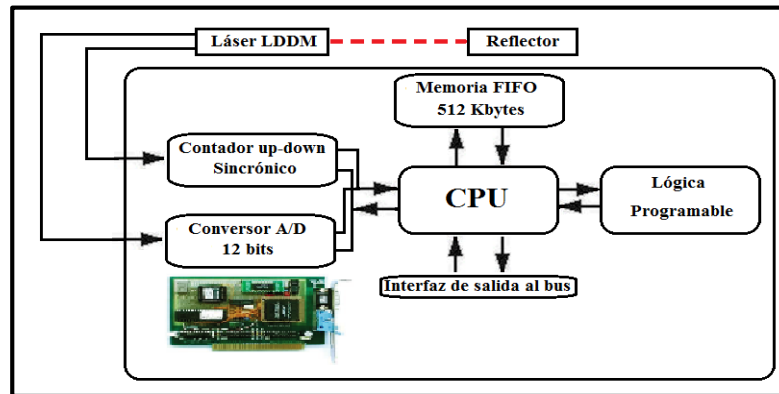 Láser LDDM
Reflector
Memoria FIFO
512 Kbytes
Contador up-down
Sincrónico
CPU
Lógica
Programable
Conversor A/D
12 bits
Interfaz de salida al bus